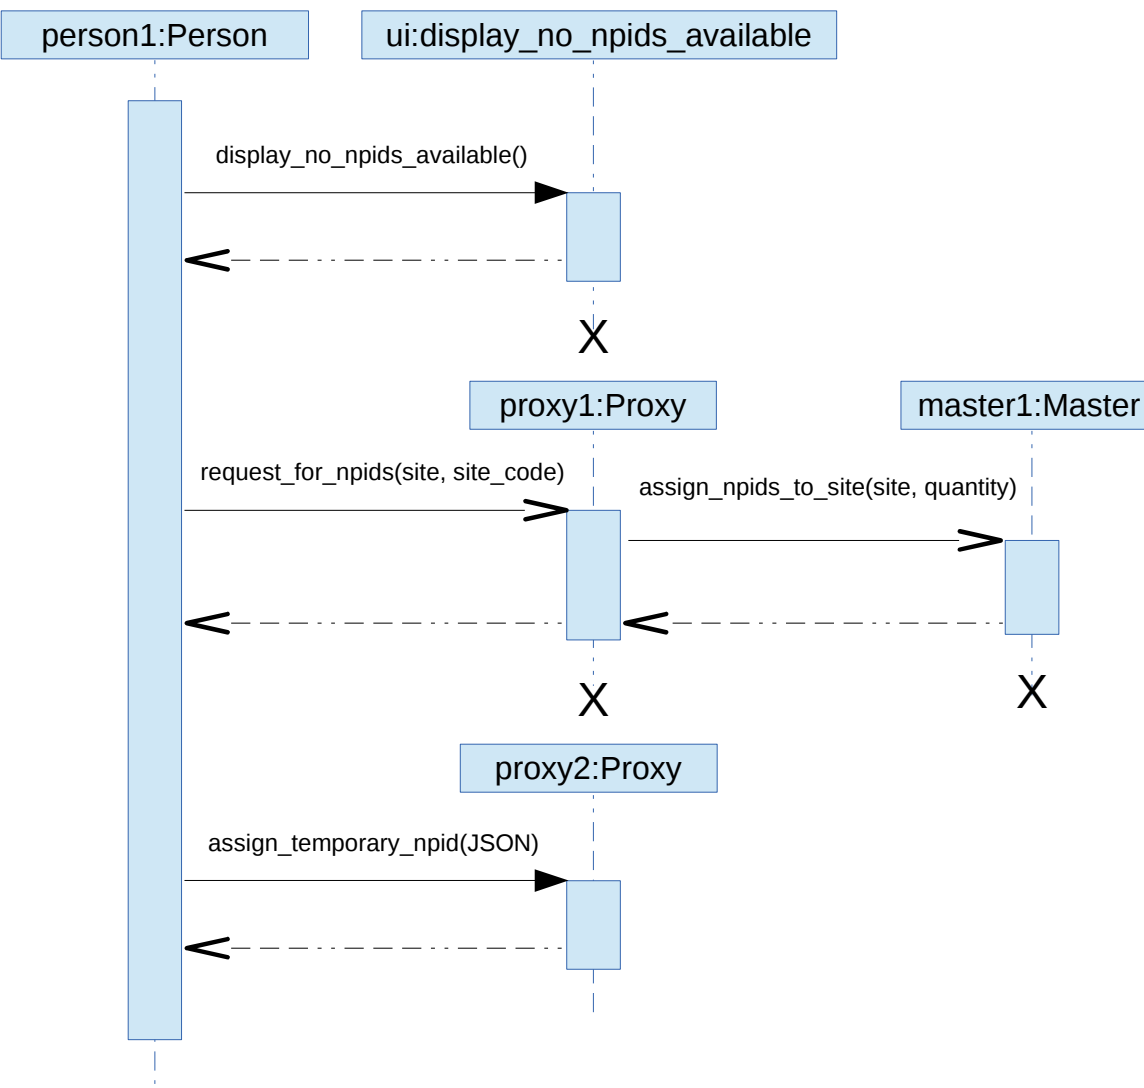 person1:Person
ui:display_no_npids_available
display_no_npids_available()
X
proxy1:Proxy
master1:Master
request_for_npids(site, site_code)
assign_npids_to_site(site, quantity)
X
X
proxy2:Proxy
assign_temporary_npid(JSON)